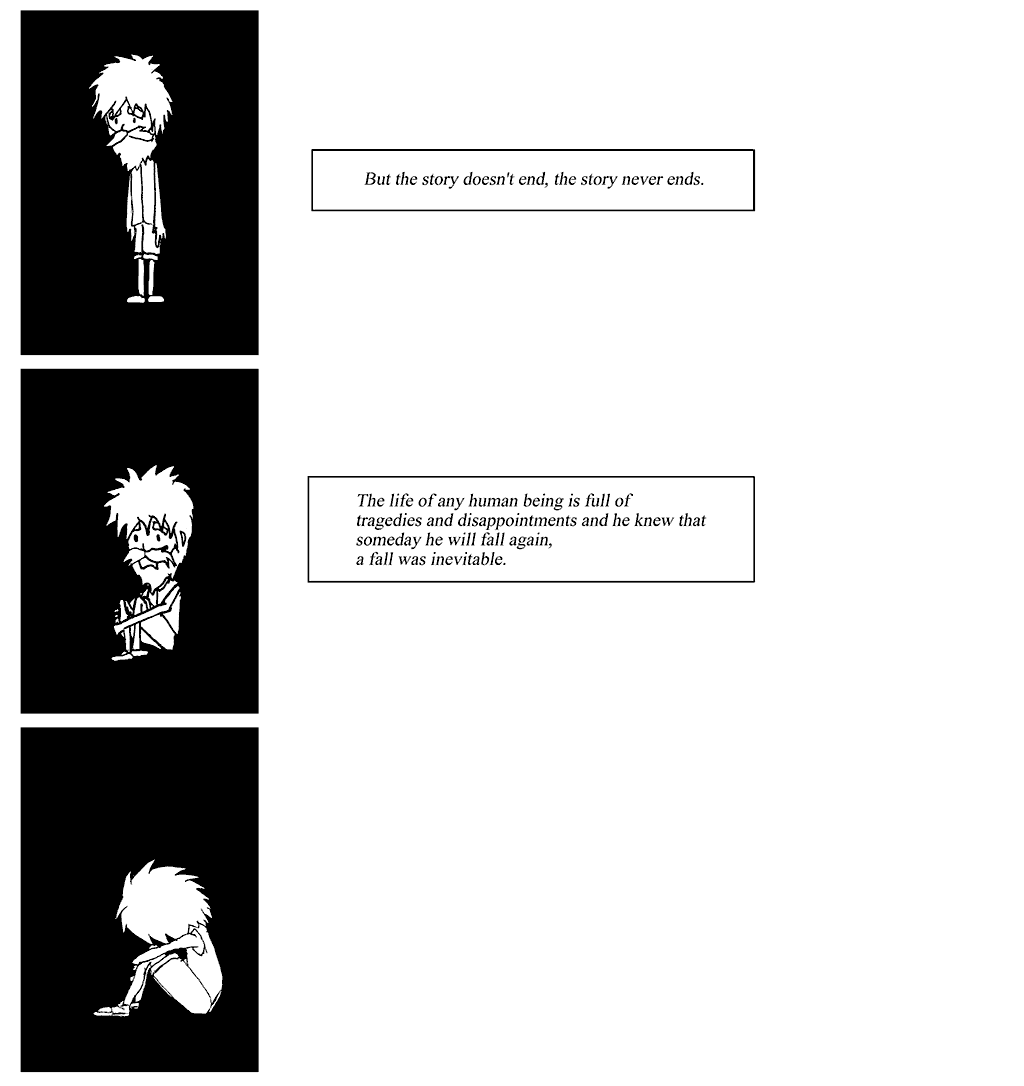 But the story doesn't end, the story never ends.
The life of any human being is full of
tragedies and disappointments and he knew that
someday he will fall again,
a fall was inevitable.